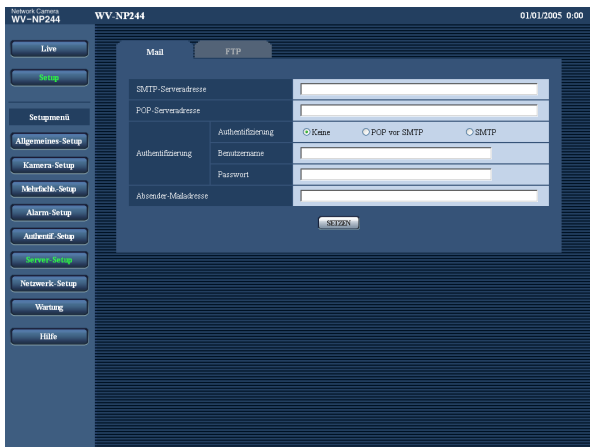 Network Camera
WV-NP244
WV-NP244
01/01/2005 0:00
Live
Setup
Setupmenü
Allgemeines-Setup
Kamera-Setup
Mehrfachb.-Setup
Alarm-Setup
Authentif.-Setup
Server-Setup
Netzwerk-Setup
Wartung
Hilfe
Mail
FTP
SMTP-Serveradresse
POP-Serveradresse
Authentifizierung
Authentifizierung
Keine
POP vor SMTP
SMTP
Benutzername
Passwort
Absender-Mailadresse
SETZEN